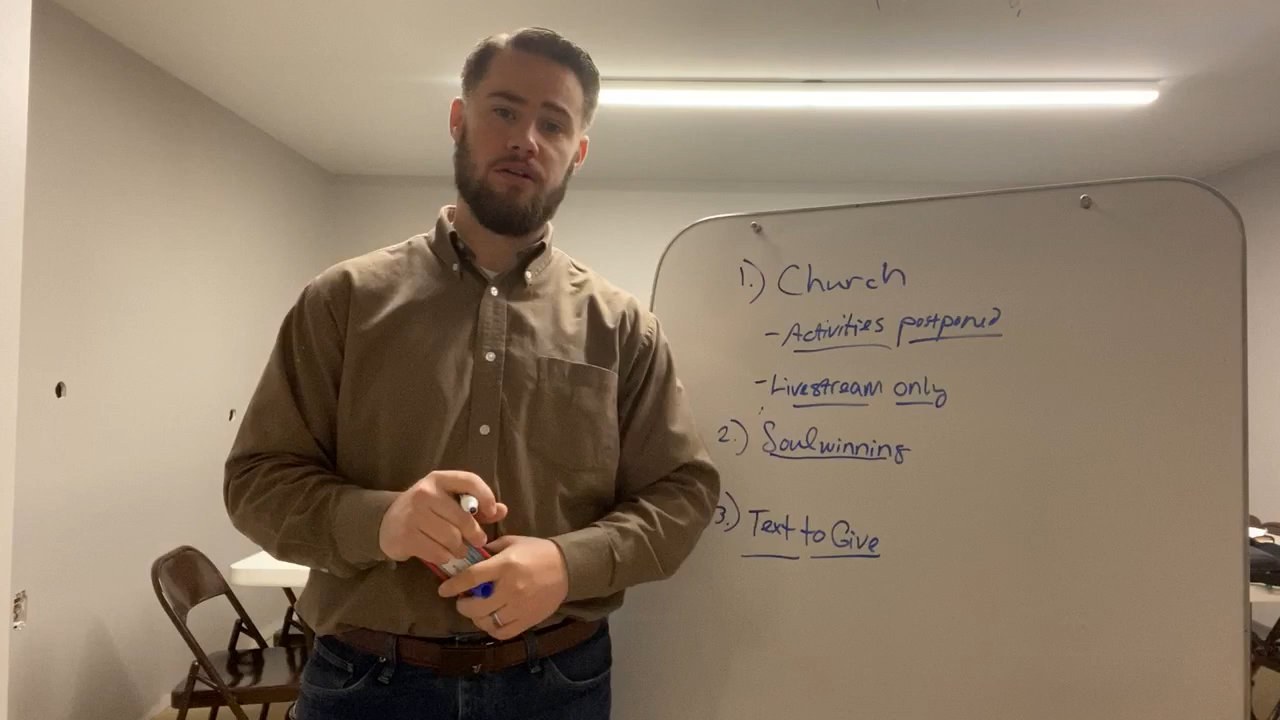 1.) Church
- Activities postponed
- Livestream only
2.) Soulwinning
3.) Text to Give